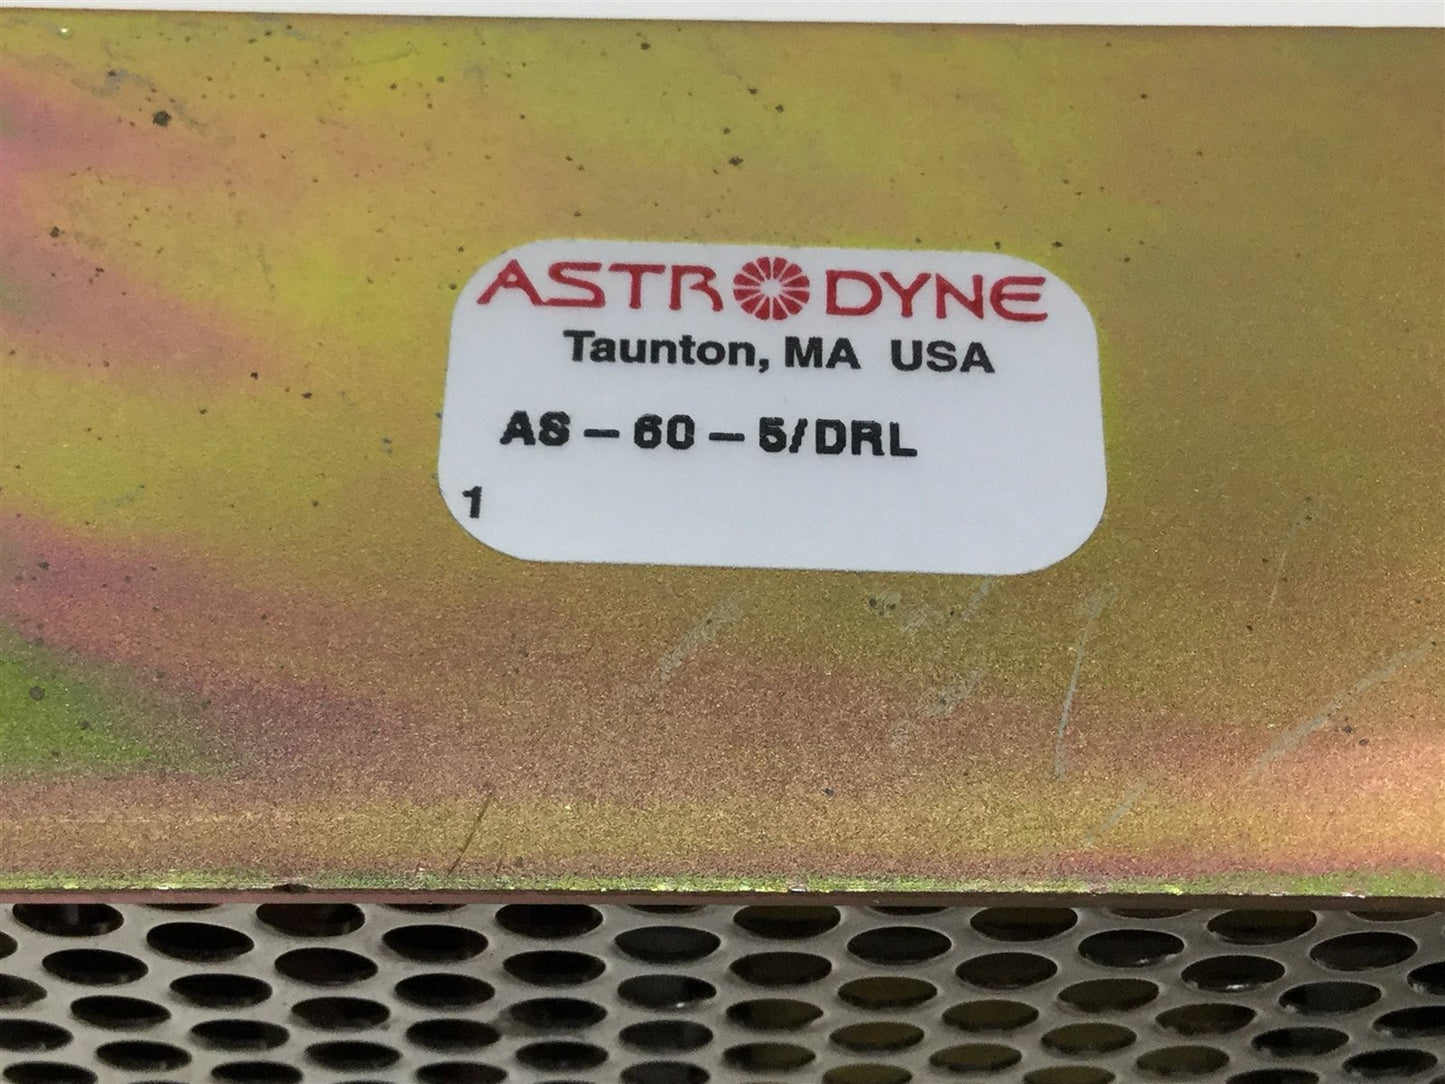 ASTRODYNE
Taunton, MA USA
AS - 60 - 5/DRL
1